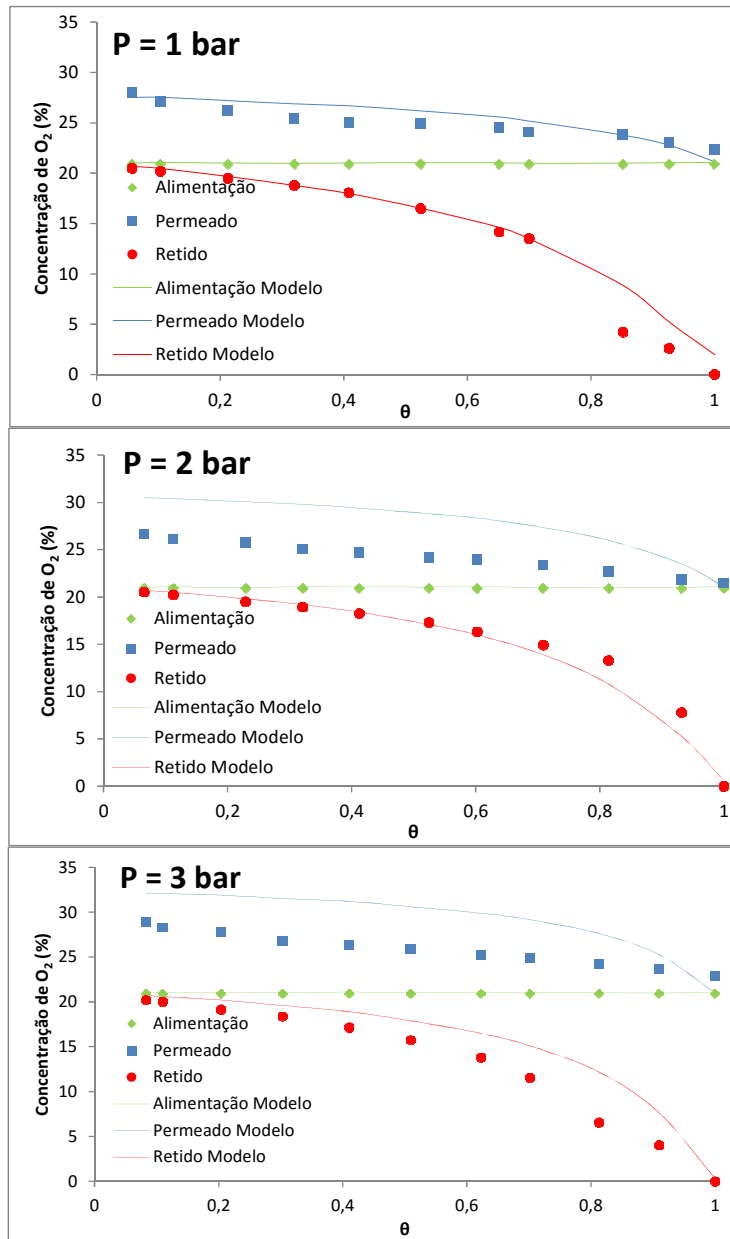 P = 1 bar
Concentração de O₂ (%)
35
30
25
20
15
10
5
0
Alimentação
Permeado
Retido
Alimentação Modelo
Permeado Modelo
Retido Modelo
0 0,2 0,4 0,6 0,8 1
θ
P = 2 bar
Concentração de O₂ (%)
35
30
25
20
15
10
5
0
Alimentação
Permeado
Retido
Alimentação Modelo
Permeado Modelo
Retido Modelo
0 0,2 0,4 0,6 0,8 1
θ
P = 3 bar
Concentração de O₂ (%)
35
30
25
20
15
10
5
0
Alimentação
Permeado
Retido
Alimentação Modelo
Permeado Modelo
Retido Modelo
0 0,2 0,4 0,6 0,8 1
θ